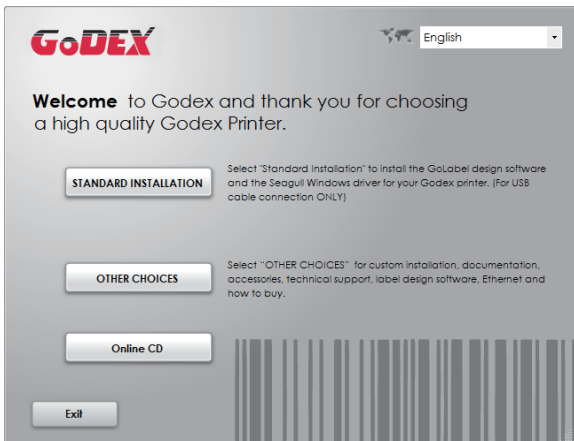 GoDEX
English
Welcome to Godex and thank you for choosing
a high quality Godex Printer.
STANDARD INSTALLATION
Select "Standard Installation" to install the GoLabel design software
and the Seagull Windows driver for your Godex printer. (For USB
cable connection ONLY)
OTHER CHOICES
Select "OTHER CHOICES" for custom installation, documentation,
accessories, technical support, label design software, Ethernet and
how to buy.
Online CD
Exit